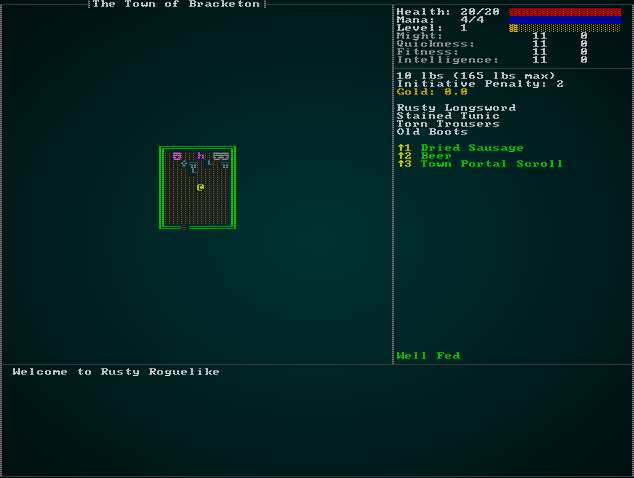 The Town of Bracketon
Health: 20/20
Mana: 4/4
Level: 1
Might: 11 0
Quickness: 11 0
Fitness: 11 0
Intelligence: 11 0
10 lbs (165 lbs max)
Initiative Penalty: 2
Gold: 0.0
Rusty Longsword
Stained Tunic
Torn Trousers
Old Boots
↑1 Dried Sausage
↑2 Beer
↑3 Town Portal Scroll
h
@
Well Fed
Welcome to Rusty Roguelike